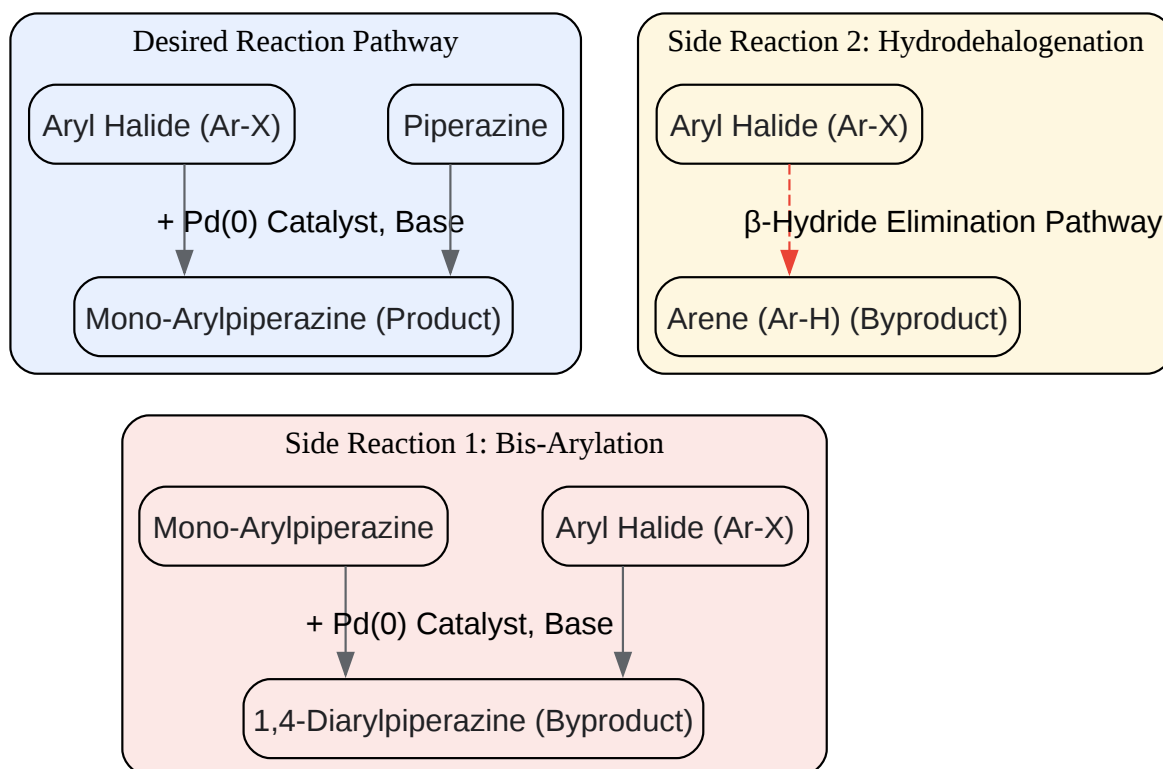 Desired Reaction Pathway
Aryl Halide (Ar-X)
Piperazine
+ Pd(0) Catalyst, Base
Mono-Arylpiperazine (Product)
Side Reaction 2: Hydrodehalogenation
Aryl Halide (Ar-X)
β-Hydride Elimination Pathway
Arene (Ar-H) (Byproduct)
Side Reaction 1: Bis-Arylation
Mono-Arylpiperazine
Aryl Halide (Ar-X)
+ Pd(0) Catalyst, Base
1,4-Diarylpiperazine (Byproduct)